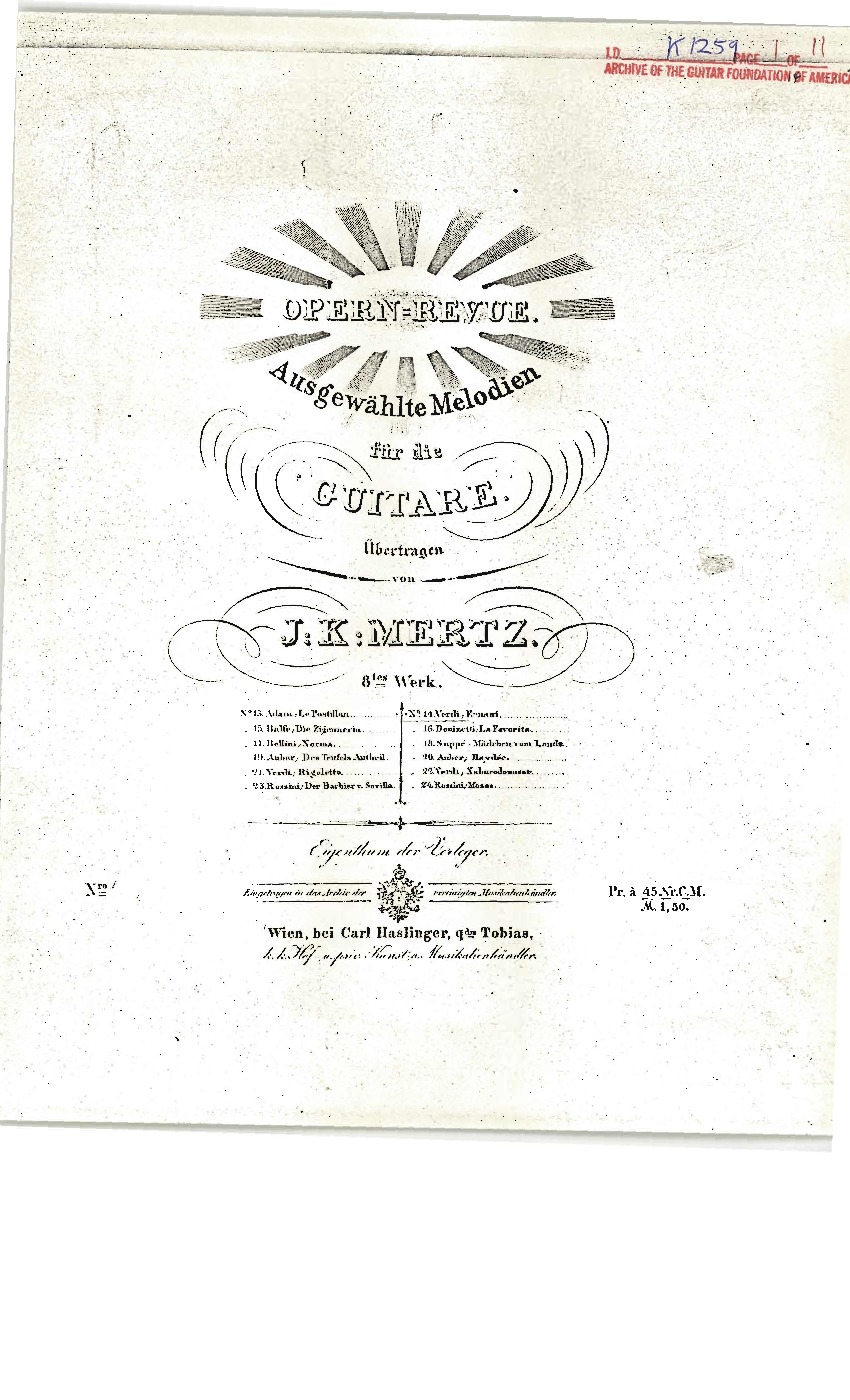 I.D. K1259 PAGE 1 OF 11
ARCHIVE OF THE GUITAR FOUNDATION OF AMERICA
OPERN=REVUE.
Ausgewählte Melodien
für die
GUITARE.
Übertragen
von
J: K: MERTZ.
8tes Werk.
No 13. Adam, Le Postillon
No 14. Verdi, Ernani
. 15. Balfe, Die Zigeunerin
. 16. Donizetti, La Favorita
. 17. Bellini, Norma
. 18. Suppé, Mädchen vom Lande
. 19. Auber, Des Teufels Antheil
. 20. Auber, Haydée
. 21. Verdi, Rigoletto
. 22. Verdi, Nabucodonosor
. 23. Rossini, Der Barbier v. Sevilla
. 24. Rossini, Moses
Eigenthum der Verleger.
Nro
Eingetragen in das Archiv der vereinigten Musikalienhändler.
Pr. à 45. Xr. C.M.
M. 1,50.
Wien, bei Carl Haslinger, qdm Tobias,
k. k. Hof- u. priv. Kunst- u. Musikalienhändler.